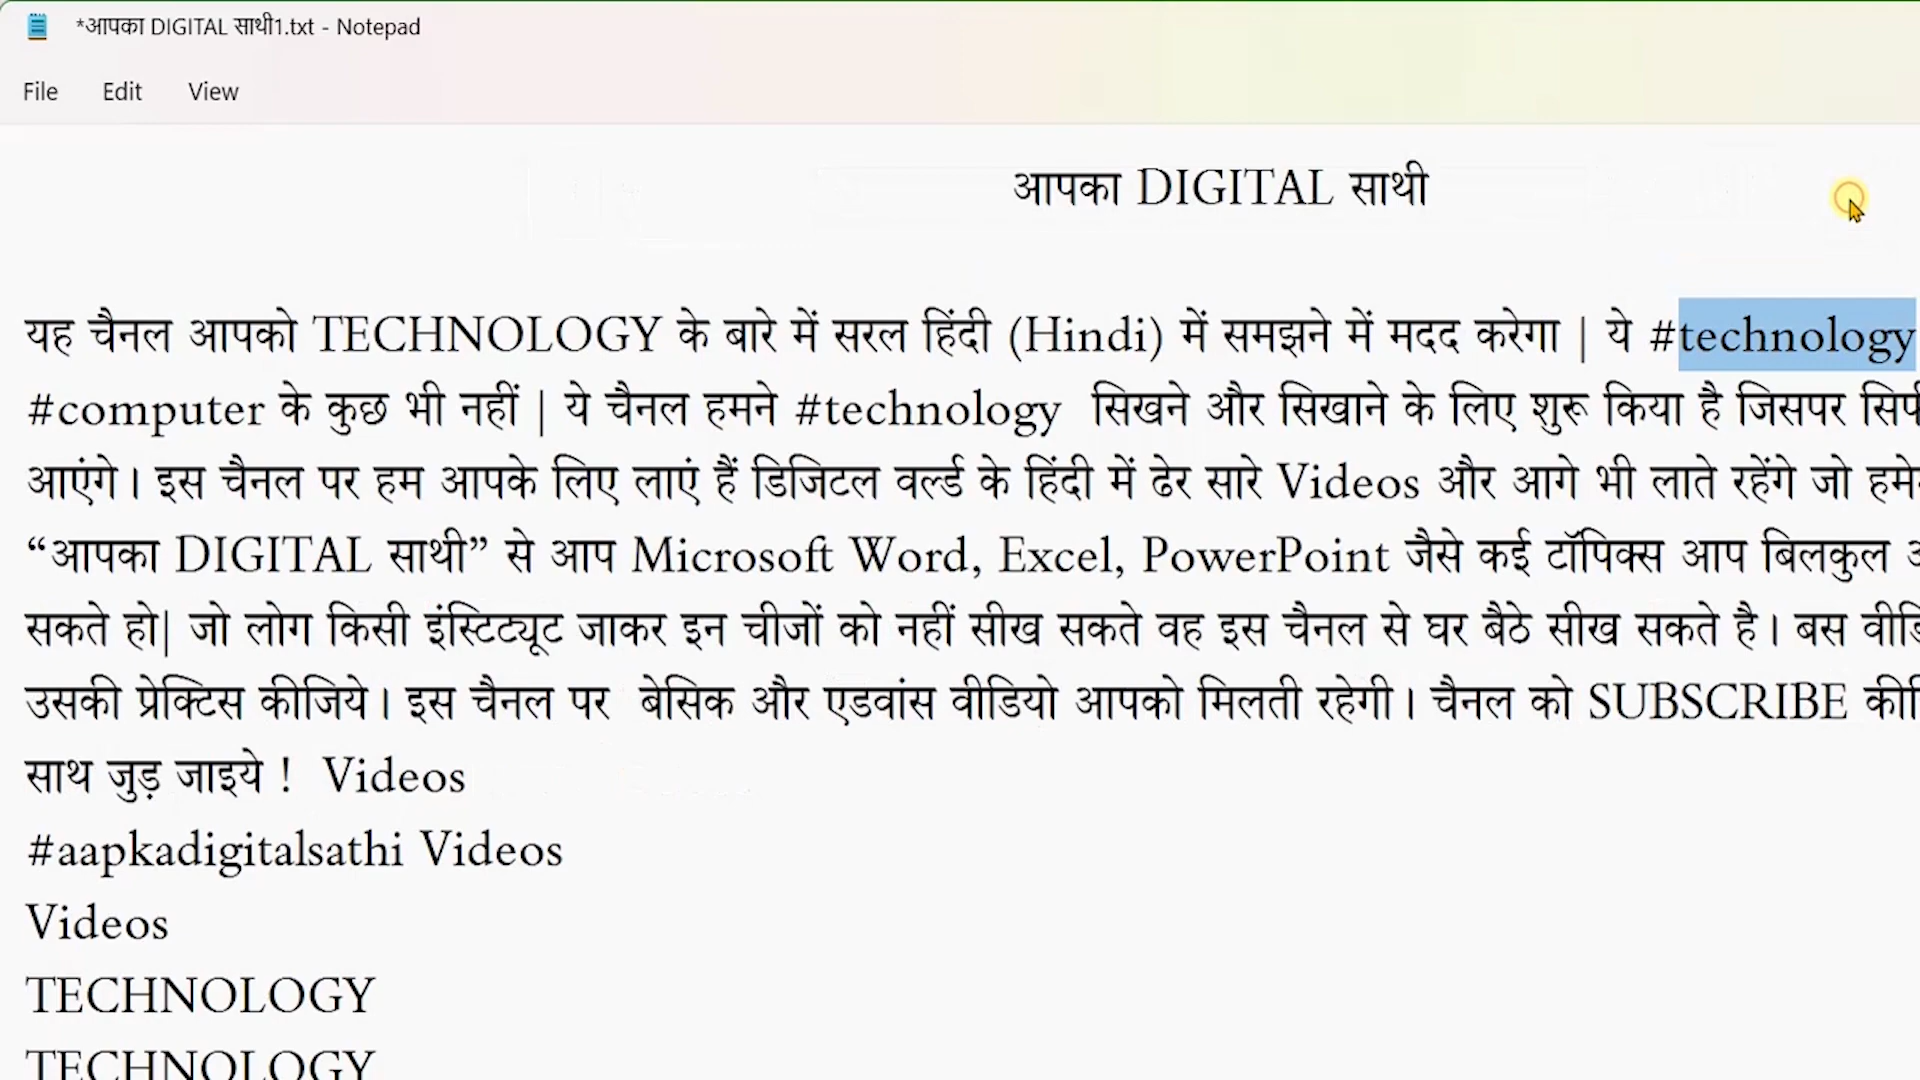 *आपका DIGITAL साथी1.txt - Notepad
File Edit View
आपका DIGITAL साथी
यह चैनल आपको TECHNOLOGY के बारे में सरल हिंदी (Hindi) में समझने में मदद करेगा | ये #technology
#computer के कुछ भी नहीं | ये चैनल हमने #technology  सिखने और सिखाने के लिए शुरू किया है जिसपर
आएंगे। इस चैनल पर हम आपके लिए लाएं हैं डिजिटल वर्ल्ड के हिंदी में ढेर सारे Videos और आगे भी लाते रहेंगे जो
“आपका DIGITAL साथी” से आप Microsoft Word, Excel, PowerPoint जैसे कई टॉपिक्स आप बिलकुल
सकते हो| जो लोग किसी इंस्टिट्यूट जाकर इन चीजों को नहीं सीख सकते वह इस चैनल से घर बैठे सीख सकते है। बस
उसकी प्रेक्टिस कीजिये। इस चैनल पर  बेसिक और एडवांस वीडियो आपको मिलती रहेगी। चैनल को SUBSCRIBE
साथ जुड़ जाइये !  Videos
#aapkadigitalsathi Videos
Videos
TECHNOLOGY
TECHNOLOGY